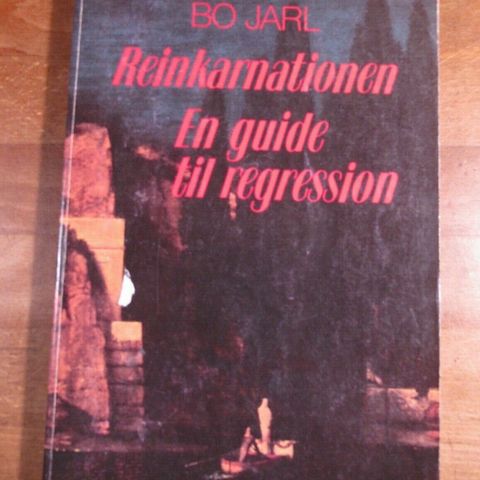 BO JARL
Reinkarnationen
En guide
til regression